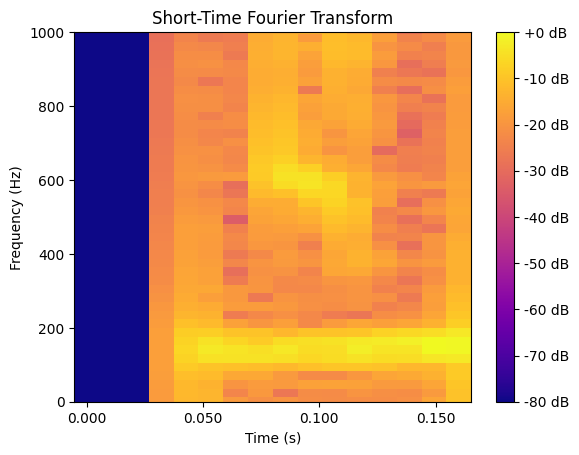 Short-Time Fourier Transform
1000
800
600
400
200
0
Frequency (Hz)
0.000
0.050
0.100
0.150
Time (s)
+0 dB
-10 dB
-20 dB
-30 dB
-40 dB
-50 dB
-60 dB
-70 dB
-80 dB